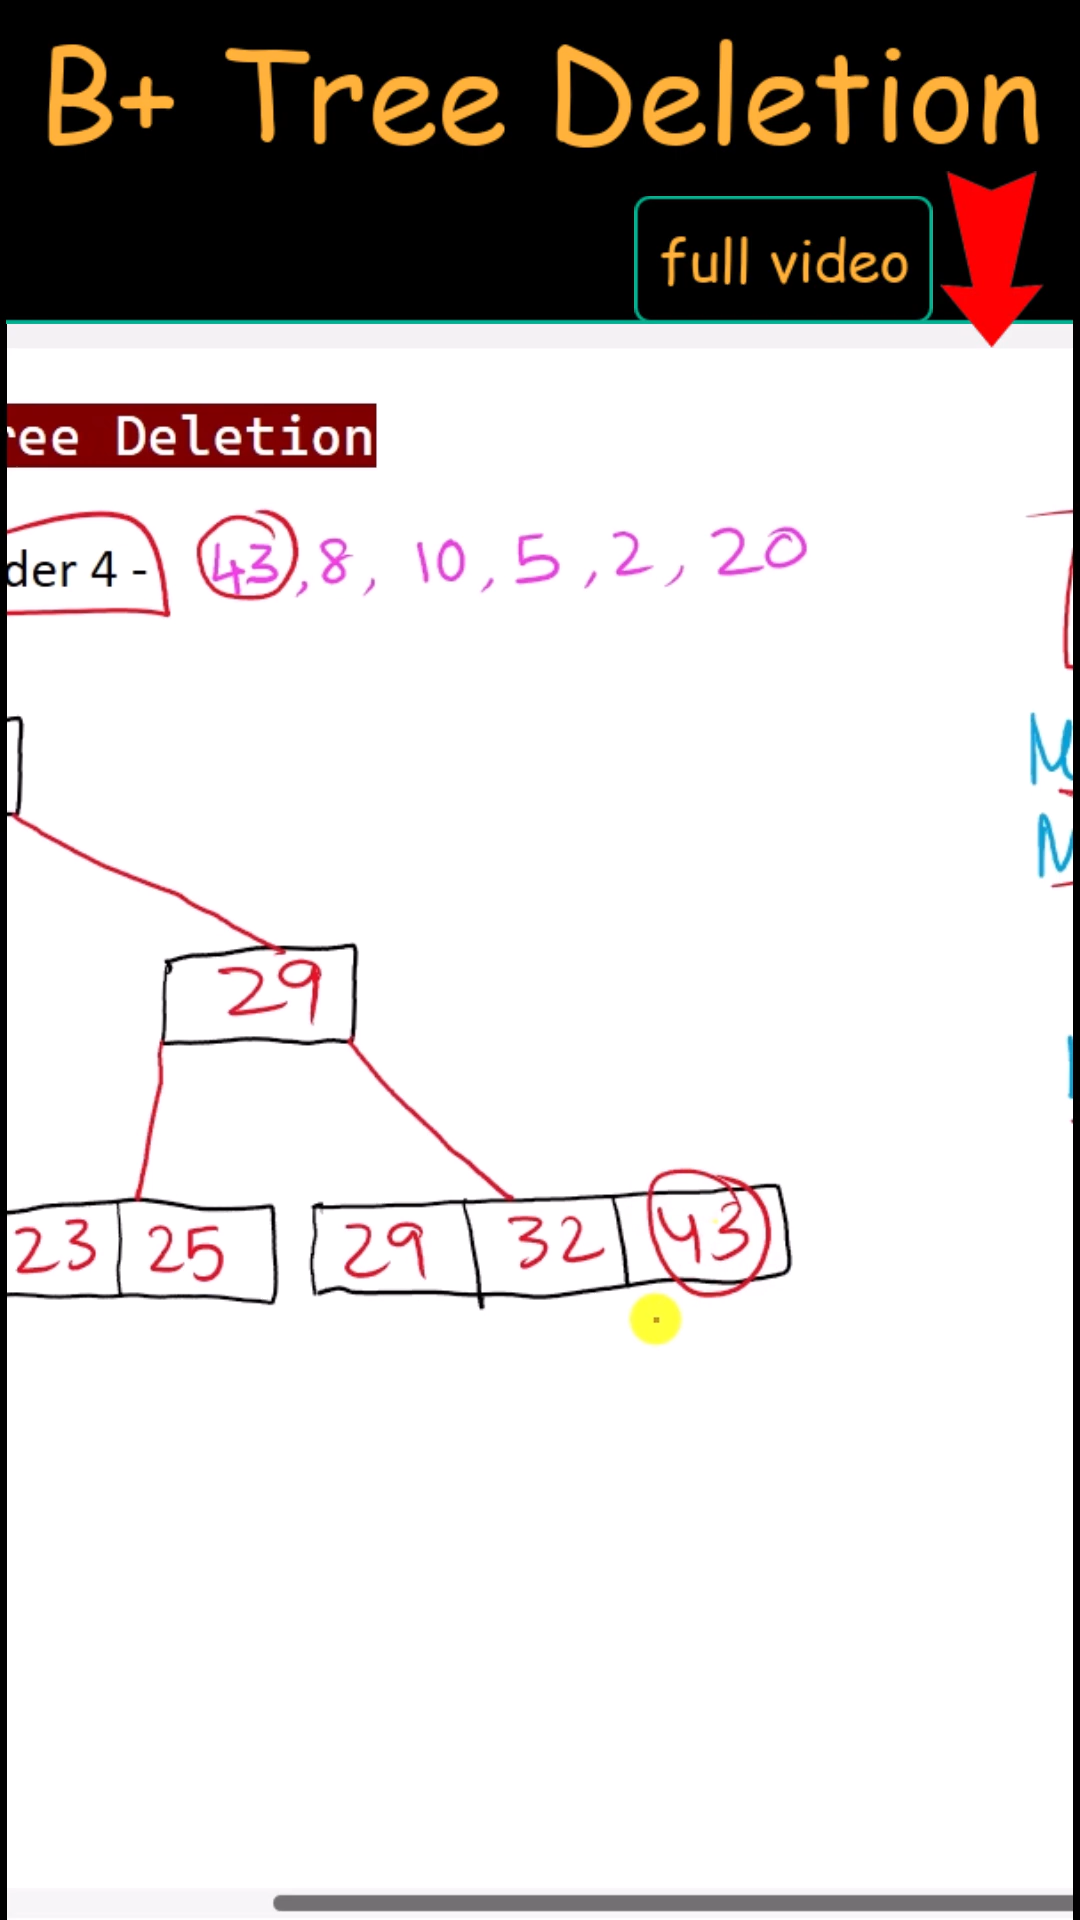 B+ Tree Deletion
full video
ree Deletion
der 4 - 43, 8, 10, 5, 2, 20
29
23 25 29 32 43